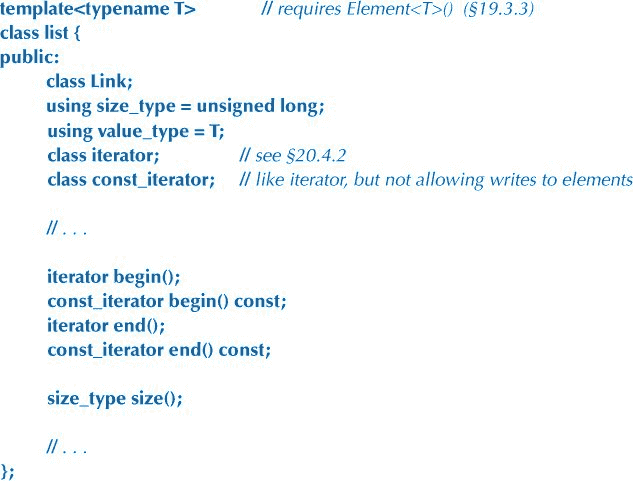 template<typename T> // requires Element<T>() (§19.3.3)
class list {
public:
class Link;
using size_type = unsigned long;
using value_type = T;
class iterator; // see §20.4.2
class const_iterator; // like iterator, but not allowing writes to elements
// . . .
iterator begin();
const_iterator begin() const;
iterator end();
const_iterator end() const;
size_type size();
// . . .
};